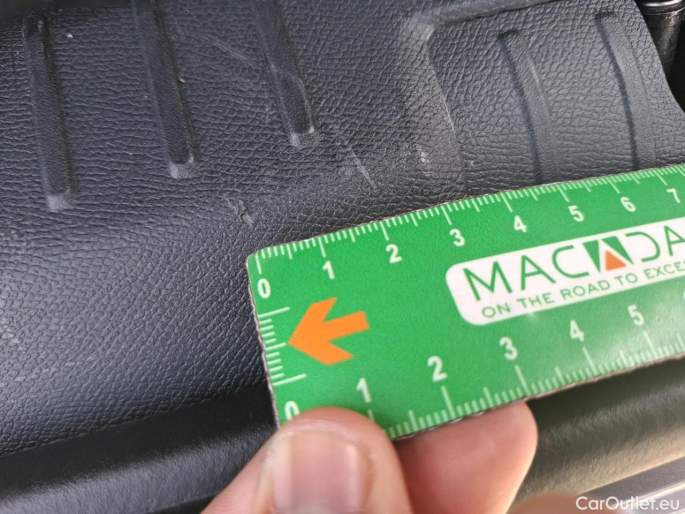 0 1 2 3 4 5 6 7
MACADA
ON THE ROAD TO EXCE
0 1 2 3 4 5
CarOutlet.eu